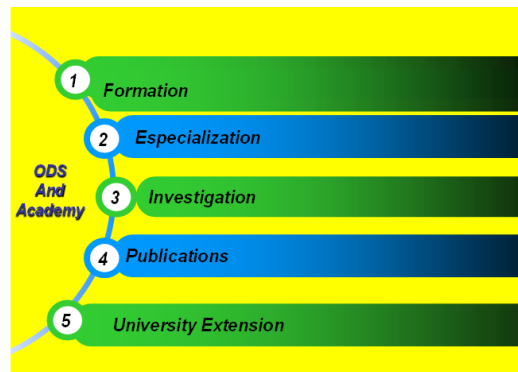 ODS
And
Academy
1 Formation
2 Especialization
3 Investigation
4 Publications
5 University Extension